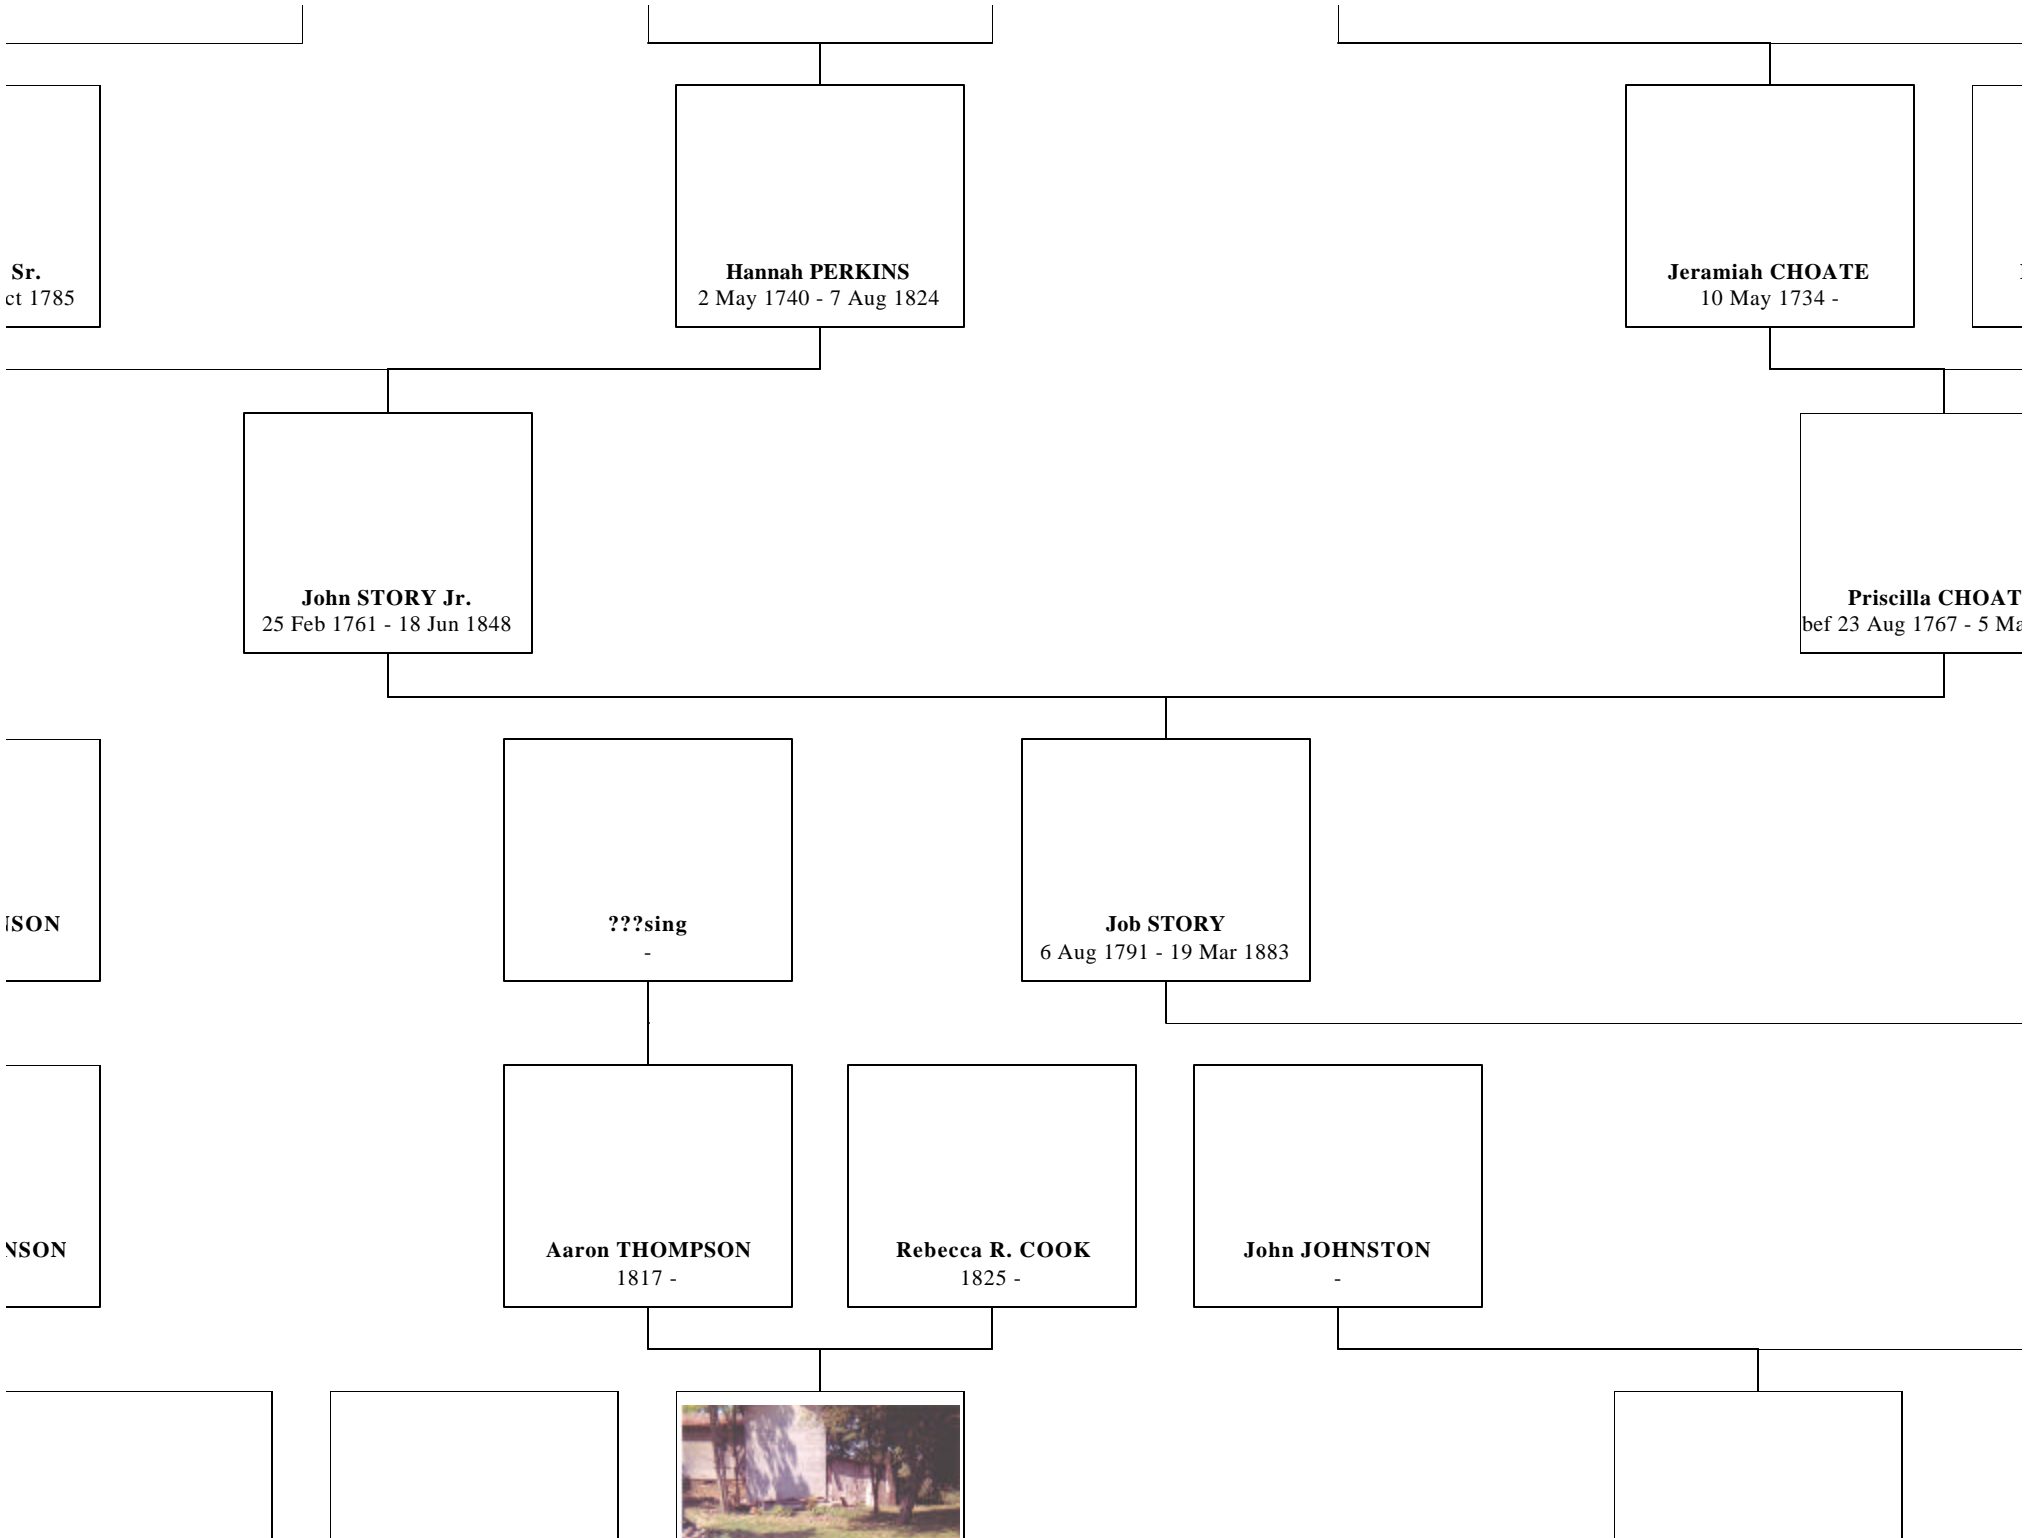 Sr.
ct 1785
Hannah PERKINS
2 May 1740 - 7 Aug 1824
Jeramiah CHOATE
10 May 1734 -
John STORY Jr.
25 Feb 1761 - 18 Jun 1848
Priscilla CHOAT
bef 23 Aug 1767 - 5 Ma
NSON
???sing
-
Job STORY
6 Aug 1791 - 19 Mar 1883
NSON
Aaron THOMPSON
1817 -
Rebecca R. COOK
1825 -
John JOHNSTON
-